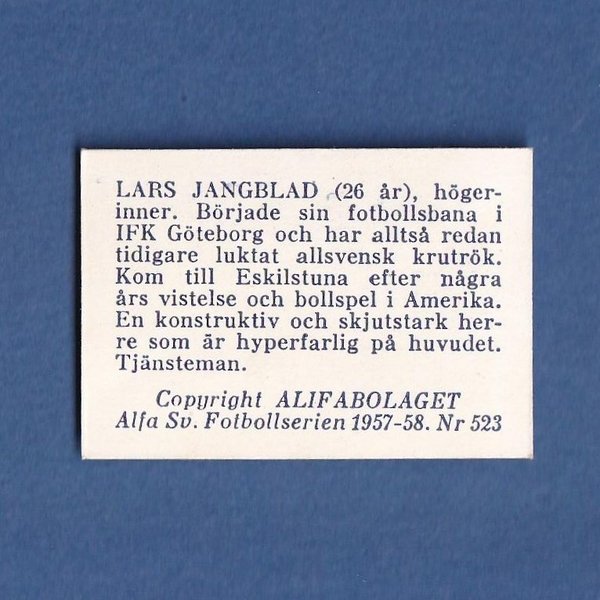 LARS JANGBLAD (26 år), höger-
inner. Började sin fotbollsbana i
IFK Göteborg och har alltså redan
tidigare luktat allsvensk krutrök.
Kom till Eskilstuna efter några
års vistelse och bollspel i Amerika.
En konstruktiv och skjutstark her-
re som är hyperfarlig på huvudet.
Tjänsteman.
Copyright ALIFABOLAGET
Alfa Sv. Fotbollserien 1957-58. Nr 523